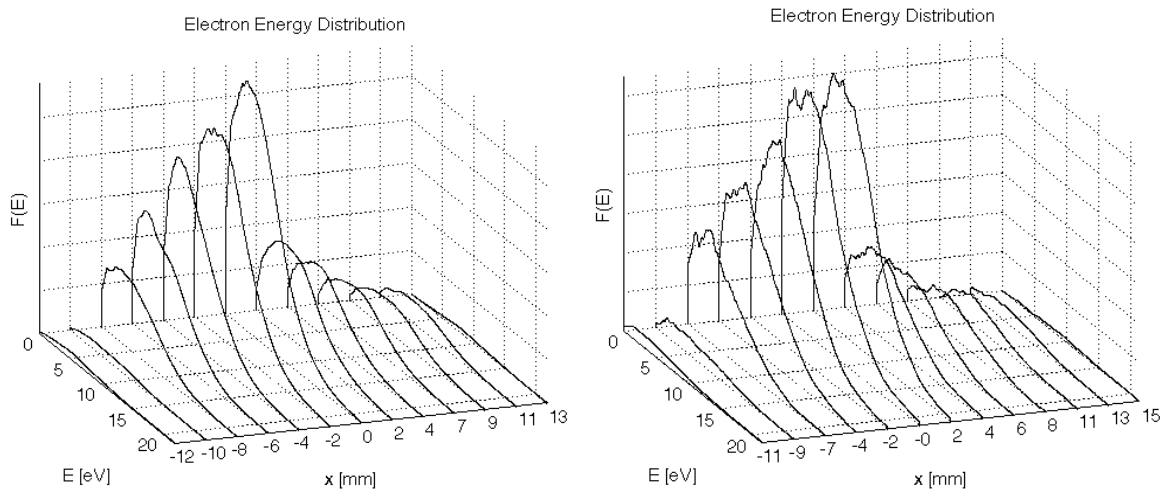 Electron Energy Distribution
F(E)
0
5
10
15
20
E [eV]
-12 -10 -8 -6 -4 -2 0 2 4 7 9 11 13
x [mm]
Electron Energy Distribution
F(E)
0
5
10
15
20
E [eV]
-11 -9 -7 -4 -2 -0 2 4 6 8 11 13 15
x [mm]